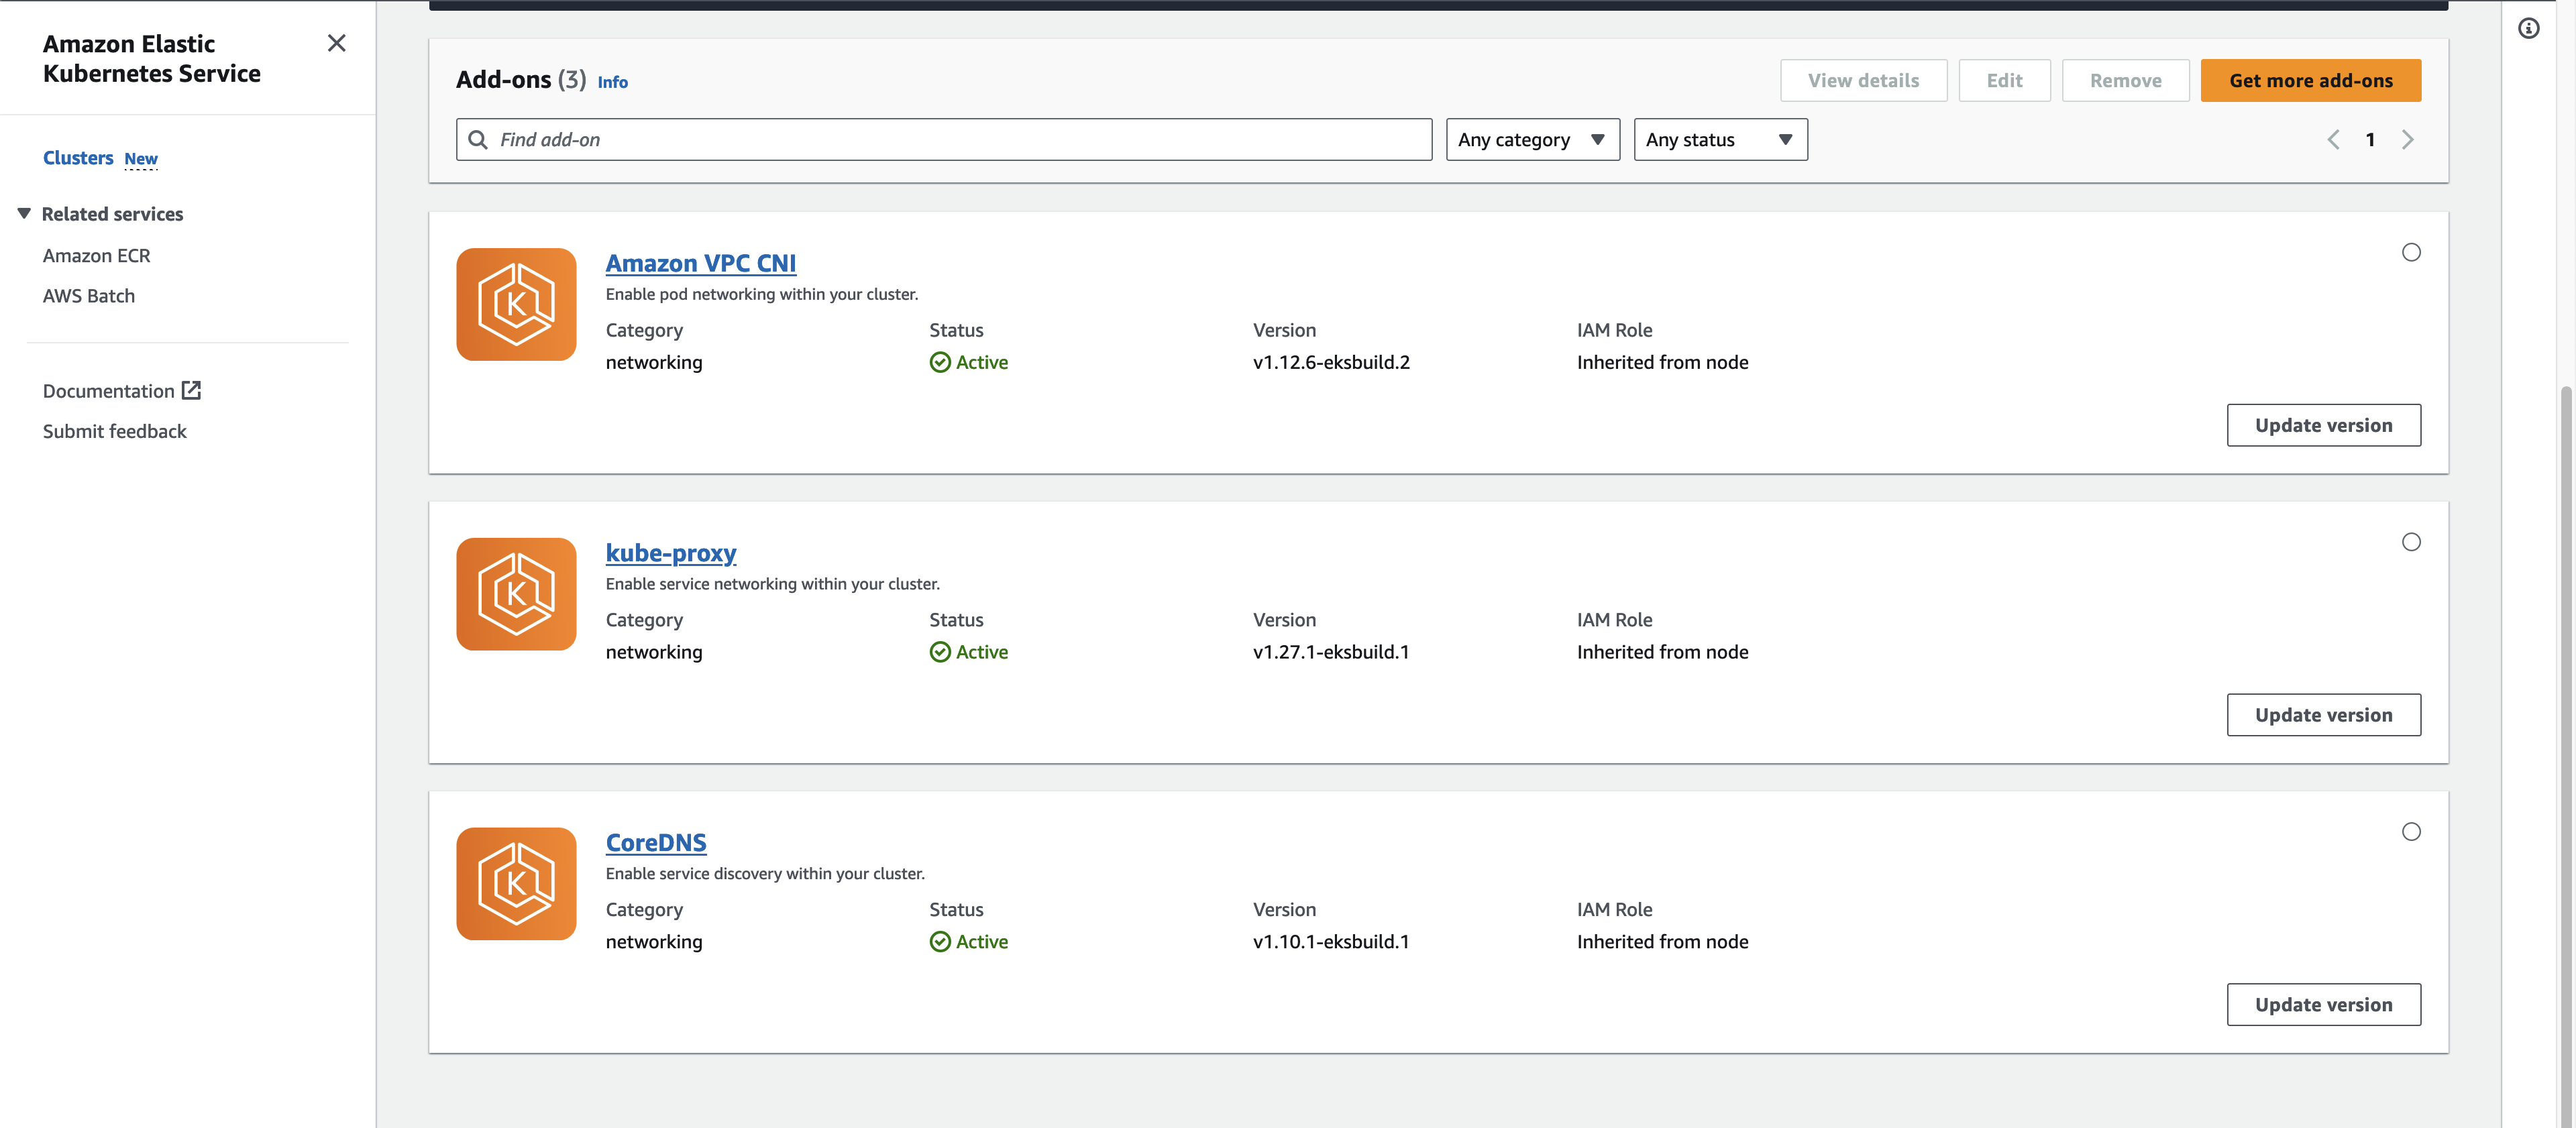 Amazon Elastic
Kubernetes Service
Clusters New
Related services
Amazon ECR
AWS Batch
Documentation
Submit feedback
Add-ons (3) Info
View details Edit Remove Get more add-ons
Find add-on Any category Any status 1
Amazon VPC CNI
Enable pod networking within your cluster.
Category Status Version IAM Role
networking Active v1.12.6-eksbuild.2 Inherited from node
Update version
kube-proxy
Enable service networking within your cluster.
Category Status Version IAM Role
networking Active v1.27.1-eksbuild.1 Inherited from node
Update version
CoreDNS
Enable service discovery within your cluster.
Category Status Version IAM Role
networking Active v1.10.1-eksbuild.1 Inherited from node
Update version